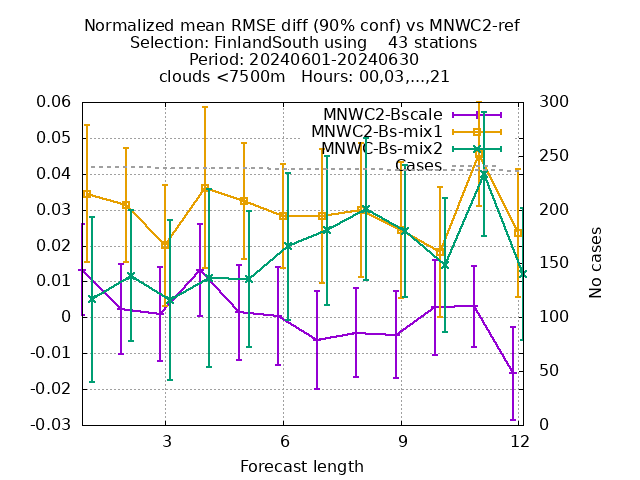 Normalized mean RMSE diff (90% conf) vs MNWC2-ref
Selection: FinlandSouth using    43 stations
Period: 20240601-20240630
clouds <7500m   Hours: 00,03,...,21
MNWC2-Bscale
MNWC2-Bs-mix1
MNWC-Bs-mix2
Cases
0.06
0.05
0.04
0.03
0.02
0.01
0
-0.01
-0.02
-0.03
300
250
200
150
100
50
0
No cases
3
6
9
12
Forecast length